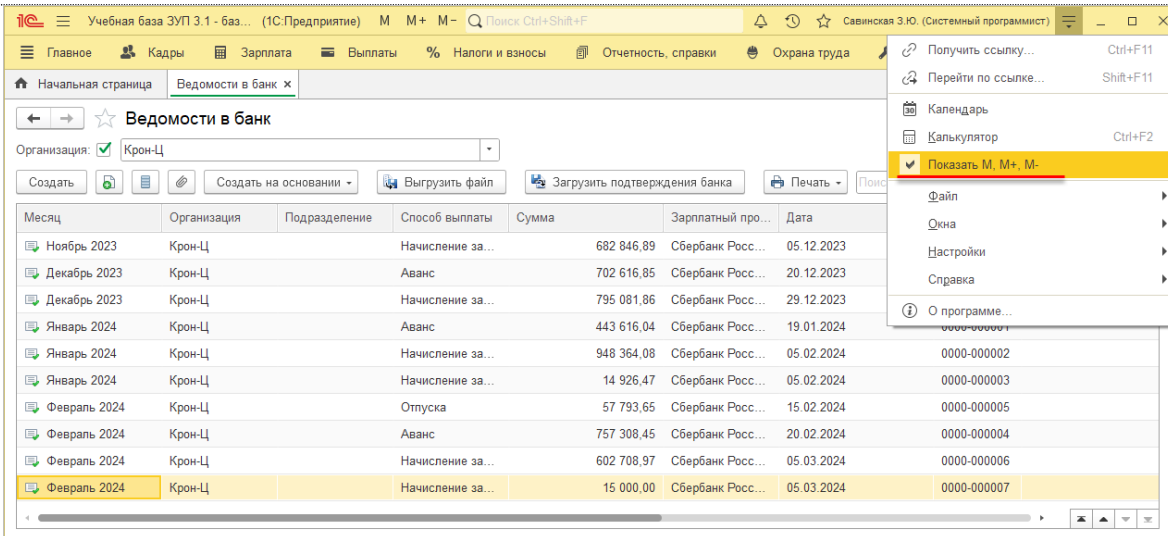 1С Учебная база ЗУП 3.1 - баз... (1С:Предприятие) M M+ M- Поиск Ctrl+Shift+F Савинская З.Ю. (Системный программист)
Главное Кадры Зарплата Выплаты % Налоги и взносы Отчетность, справки Охрана труда
Получить ссылку... Ctrl+F11
Начальная страница Ведомости в банк ×
Перейти по ссылке... Shift+F11
Ведомости в банк
30 Календарь
Калькулятор Ctrl+F2
Организация: Крон-Ц
Показать M, M+, M-
Создать Создать на основании Выгрузить файл Загрузить подтверждения банка Печать Поис
Файл
Окна
Настройки
Справка
О программе...
Месяц Организация Подразделение Способ выплаты Сумма Зарплатный про... Дата
Ноябрь 2023 Крон-Ц Начисление за... 682 846,89 Сбербанк Росс... 05.12.2023
Декабрь 2023 Крон-Ц Аванс 702 616,85 Сбербанк Росс... 20.12.2023
Декабрь 2023 Крон-Ц Начисление за... 795 081,86 Сбербанк Росс... 29.12.2023
Январь 2024 Крон-Ц Аванс 443 616,04 Сбербанк Росс... 19.01.2024 0000-000001
Январь 2024 Крон-Ц Начисление за... 948 364,08 Сбербанк Росс... 05.02.2024 0000-000002
Январь 2024 Крон-Ц Начисление за... 14 926,47 Сбербанк Росс... 05.02.2024 0000-000003
Февраль 2024 Крон-Ц Отпуска 57 793,65 Сбербанк Росс... 15.02.2024 0000-000005
Февраль 2024 Крон-Ц Аванс 757 308,45 Сбербанк Росс... 20.02.2024 0000-000004
Февраль 2024 Крон-Ц Начисление за... 602 708,97 Сбербанк Росс... 05.03.2024 0000-000006
Февраль 2024 Крон-Ц Начисление за... 15 000,00 Сбербанк Росс... 05.03.2024 0000-000007